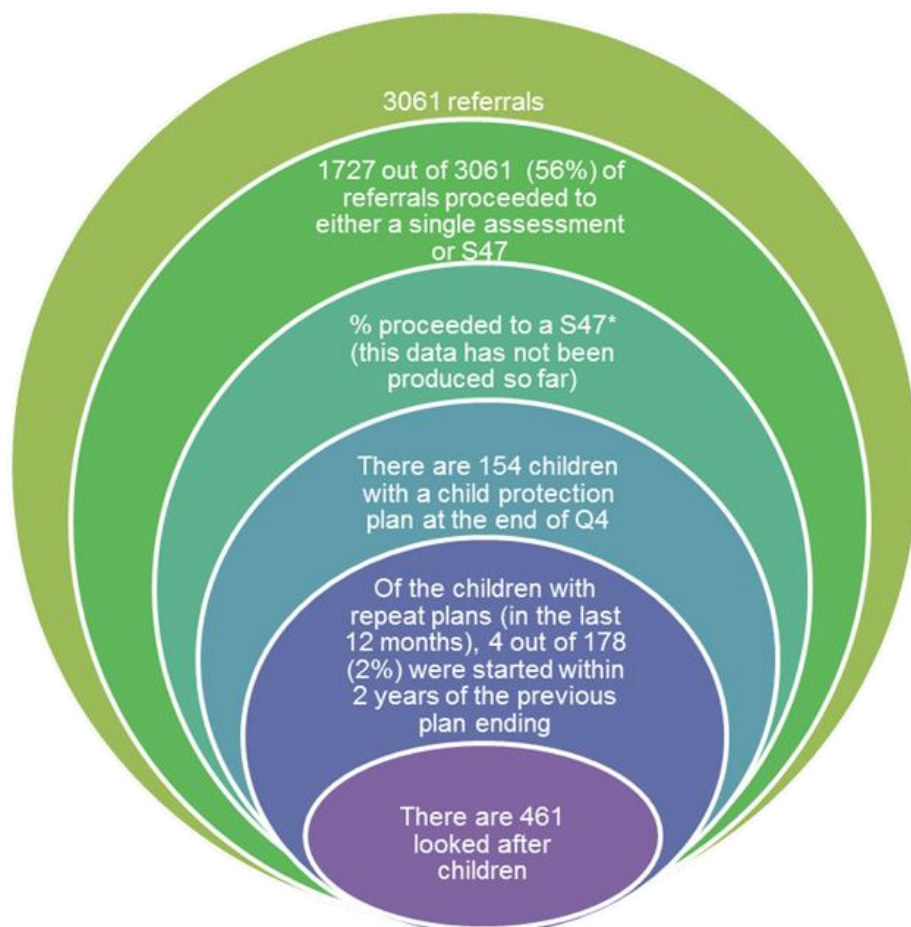 3061 referrals
1727 out of 3061 (56%) of
referrals proceeded to
either a single assessment
or S47
% proceeded to a S47*
(this data has not been
produced so far)
There are 154 children
with a child protection
plan at the end of Q4
Of the children with
repeat plans (in the last
12 months), 4 out of 178
(2%) were started within
2 years of the previous
plan ending
There are 461
looked after
children